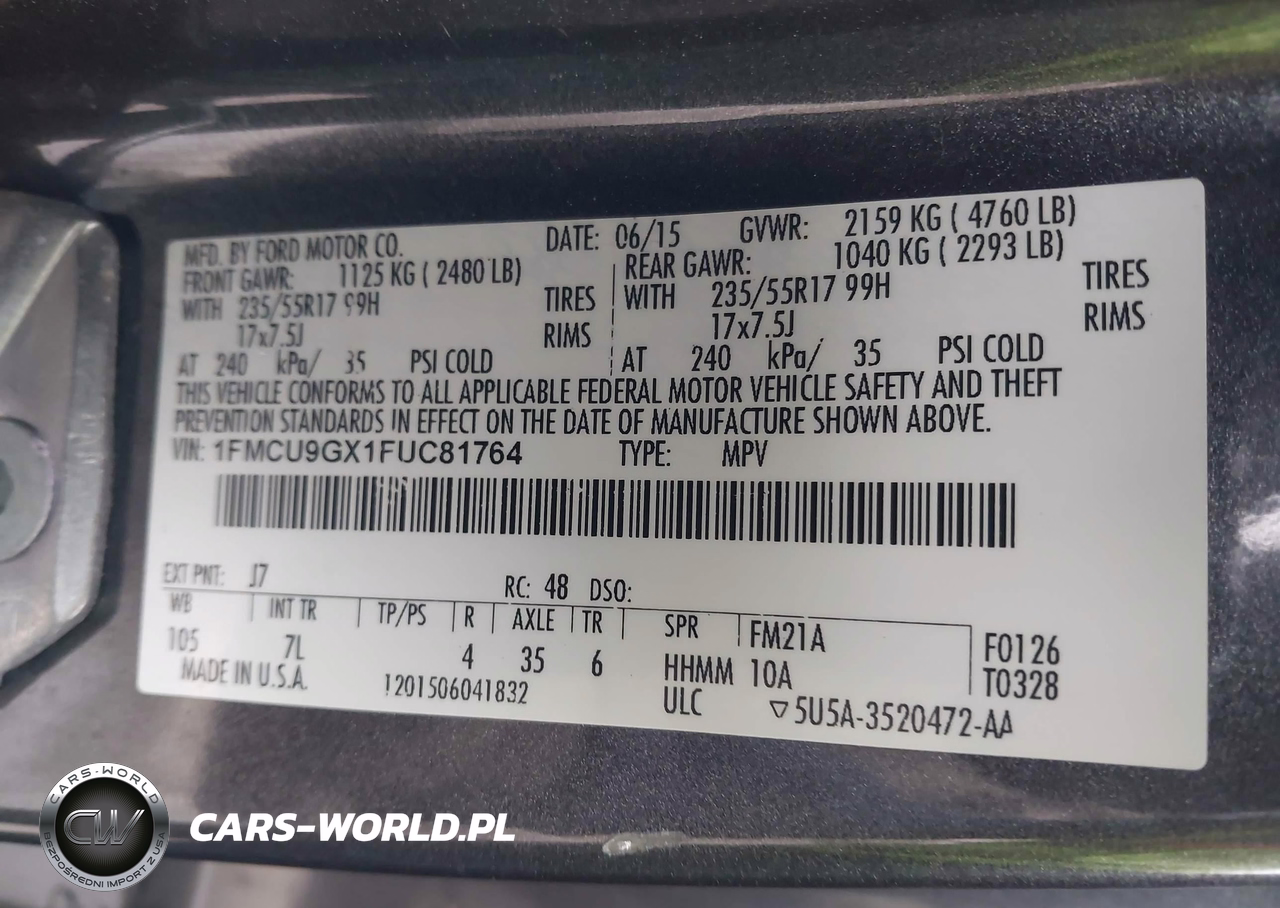 MFD. BY FORD MOTOR CO. DATE: 06/15 GVWR: 2159 KG ( 4760 LB)
FRONT GAWR: 1125 KG ( 2480 LB) REAR GAWR: 1040 KG ( 2293 LB)
WITH 235/55R17 99H TIRES WITH 235/55R17 99H TIRES
17x7.5J RIMS 17x7.5J RIMS
AT 240 kPa/ 35 PSI COLD AT 240 kPa/ 35 PSI COLD
THIS VEHICLE CONFORMS TO ALL APPLICABLE FEDERAL MOTOR VEHICLE SAFETY AND THEFT
PREVENTION STANDARDS IN EFFECT ON THE DATE OF MANUFACTURE SHOWN ABOVE.
VIN: 1FMCU9GX1FUC81764 TYPE: MPV
EXT PNT: J7 RC: 48 DSO:
WB INT TR TP/PS R AXLE TR SPR FM21A F0126
105 7L 4 35 6 HHMM 10A T0328
MADE IN U.S.A. 1201506041832 ULC ▽5U5A-3520472-AA
CARS-WORLD
CW
BEZPOŚREDNI IMPORT Z USA
CARS-WORLD.PL